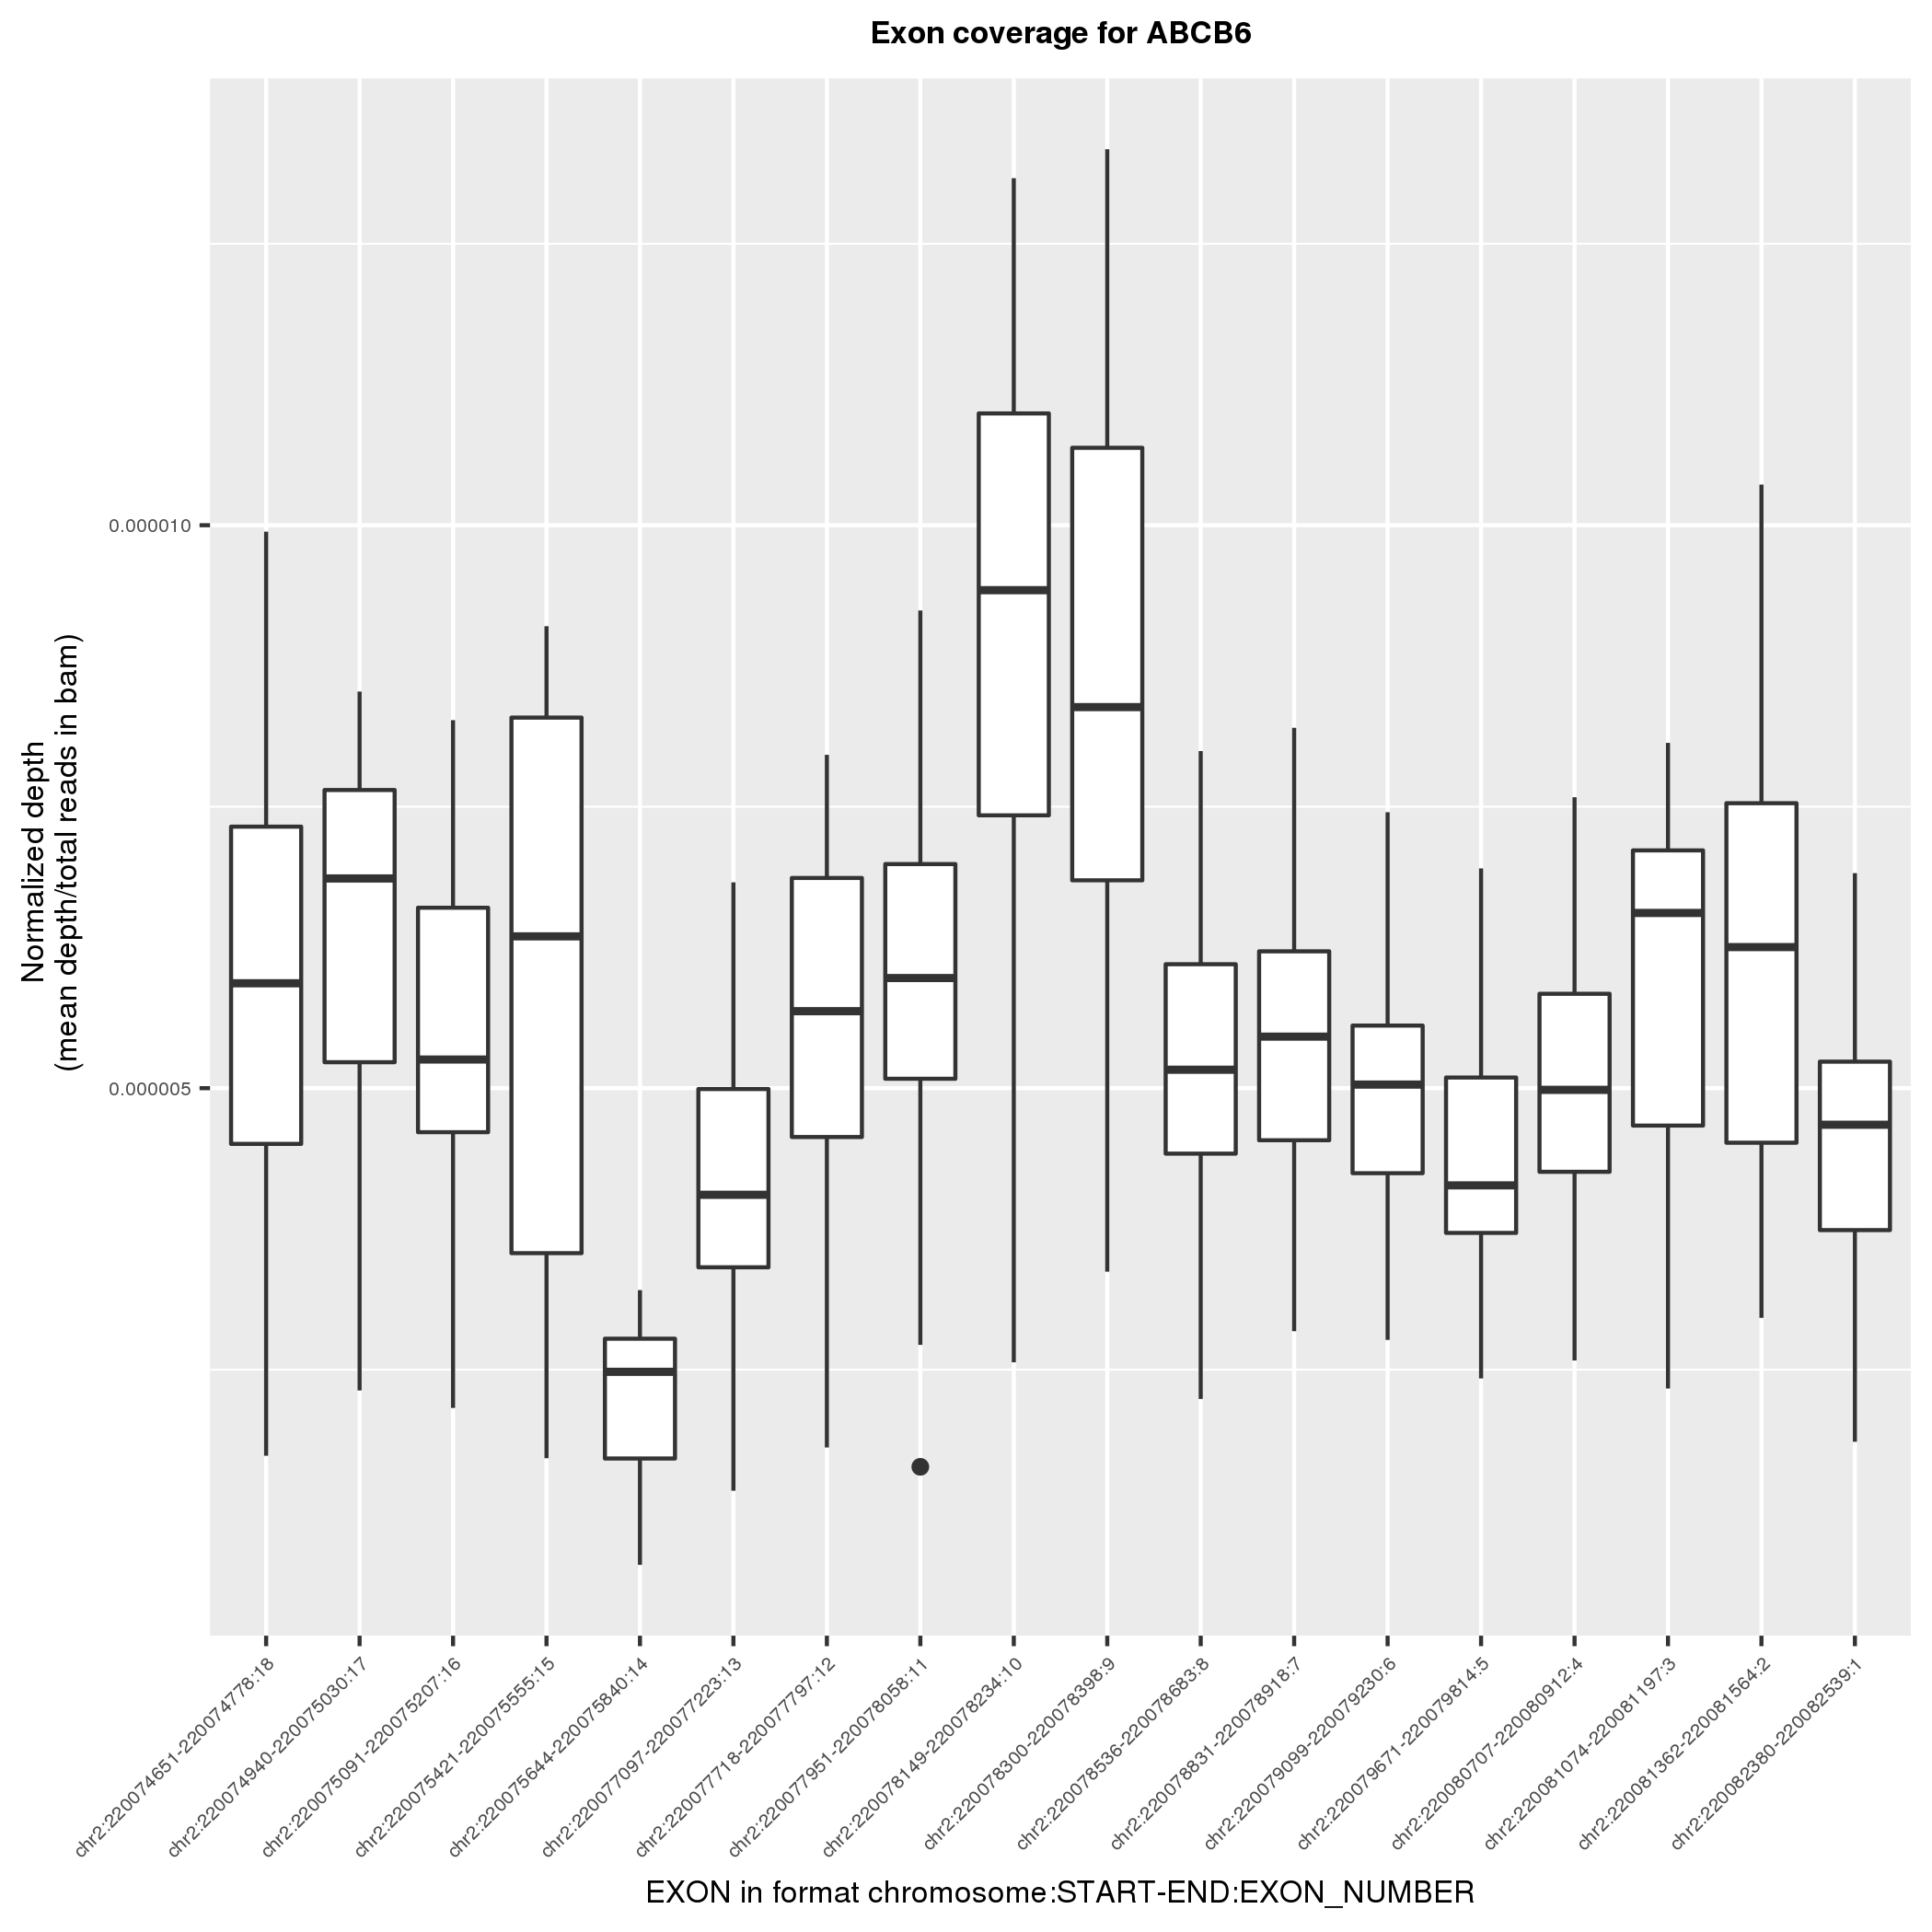 Exon coverage for ABCB6
Normalized depth
(mean depth/total reads in bam)
0.000010
0.000005
chr2:220074651-220074778:18
chr2:220074940-220075030:17
chr2:220075091-220075207:16
chr2:220075421-220075555:15
chr2:220075644-220075840:14
chr2:220077097-220077223:13
chr2:220077718-220077797:12
chr2:220077951-220078058:11
chr2:220078149-220078234:10
chr2:220078300-220078398:9
chr2:220078536-220078683:8
chr2:220078831-220078918:7
chr2:220079099-220079230:6
chr2:220079671-220079814:5
chr2:220080707-220080912:4
chr2:220081074-220081197:3
chr2:220081362-220081564:2
chr2:220082380-220082539:1
EXON in format chromosome:START-END:EXON_NUMBER